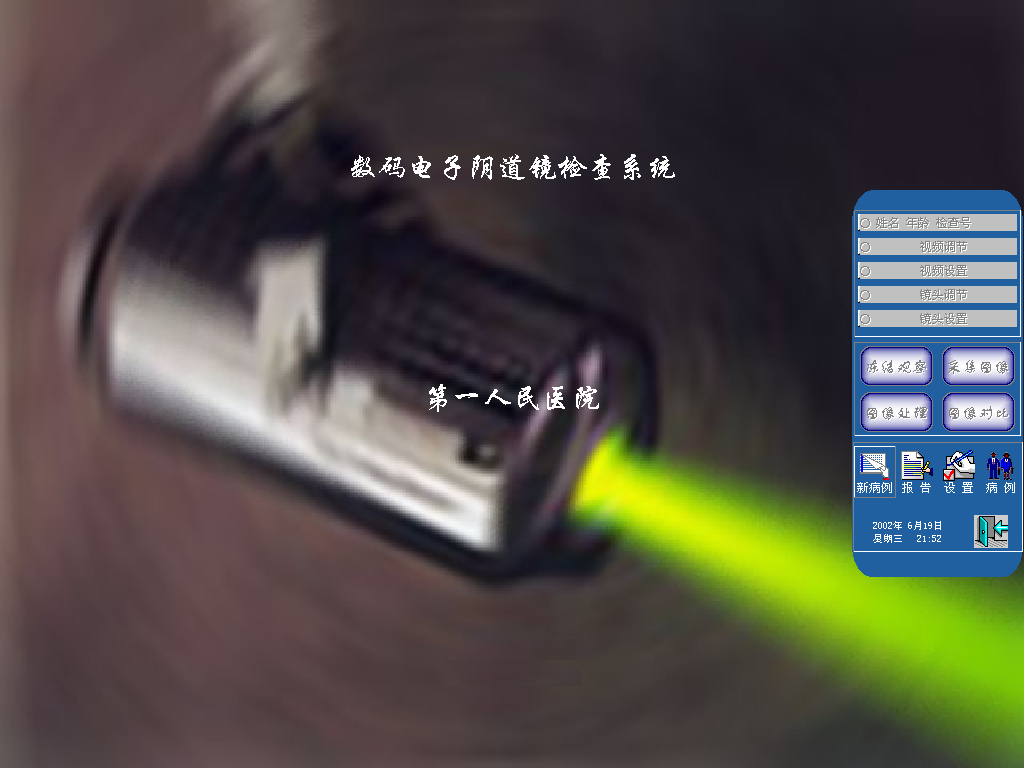 数码电子阴道镜检查系统
第一人民医院
姓名 年龄 检查号
视频调节
视频设置
镜头调节
镜头设置
冻结观察 采集图像
图像处理 图像对比
新病例 报告 设置 病例
2002年 6月19日
星期三 21:52